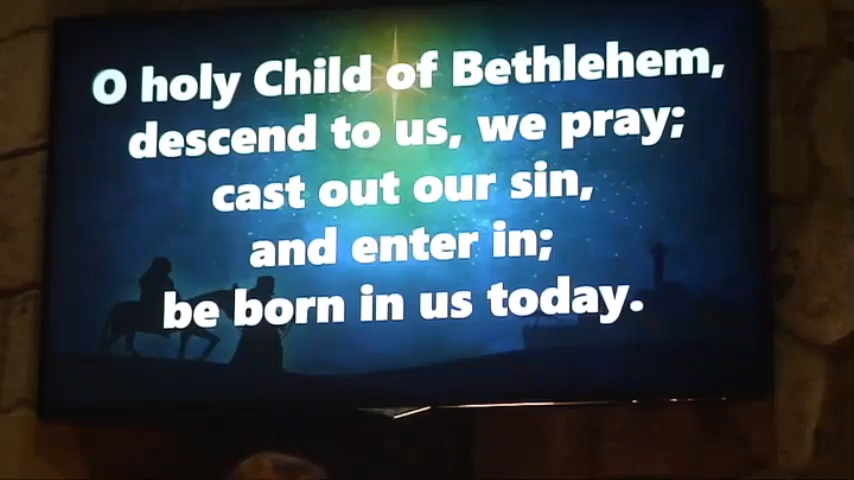 O holy Child of Bethlehem,
descend to us, we pray;
cast out our sin,
and enter in;
be born in us today.